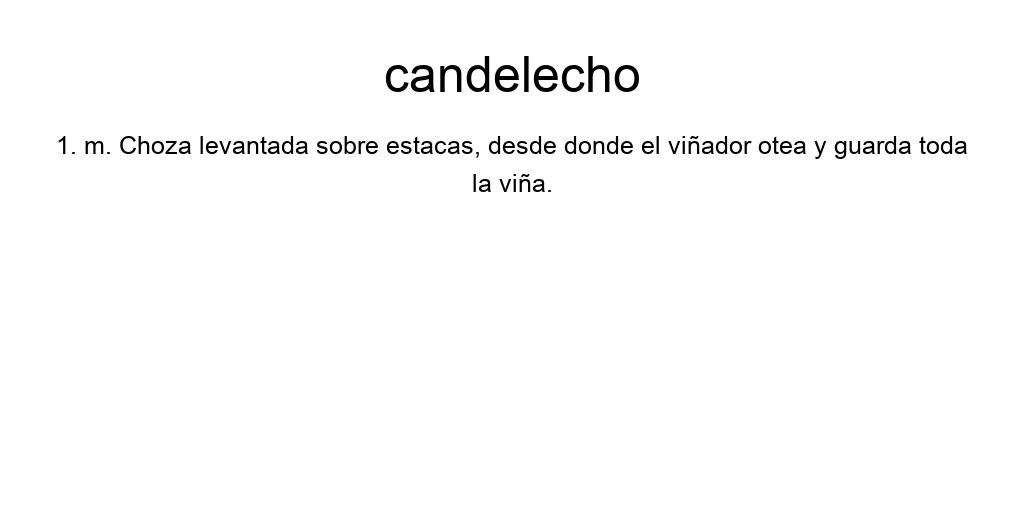 candelecho
1. m. Choza levantada sobre estacas, desde donde el viñador otea y guarda toda
la viña.